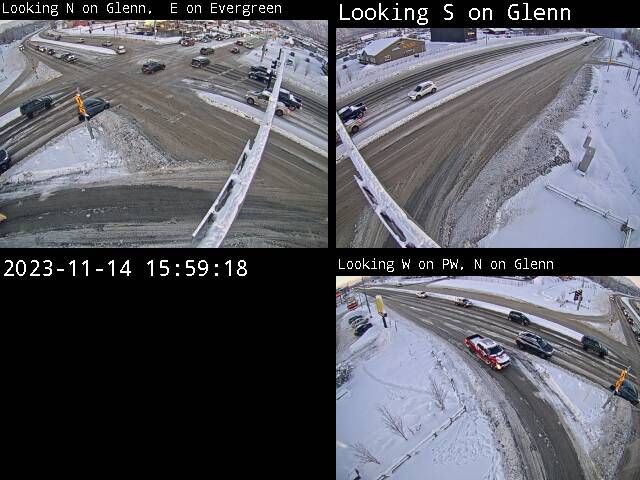 Looking N on Glenn,  E on Evergreen
Looking S on Glenn
2023-11-14 15:59:18
Looking W on PW, N on Glenn